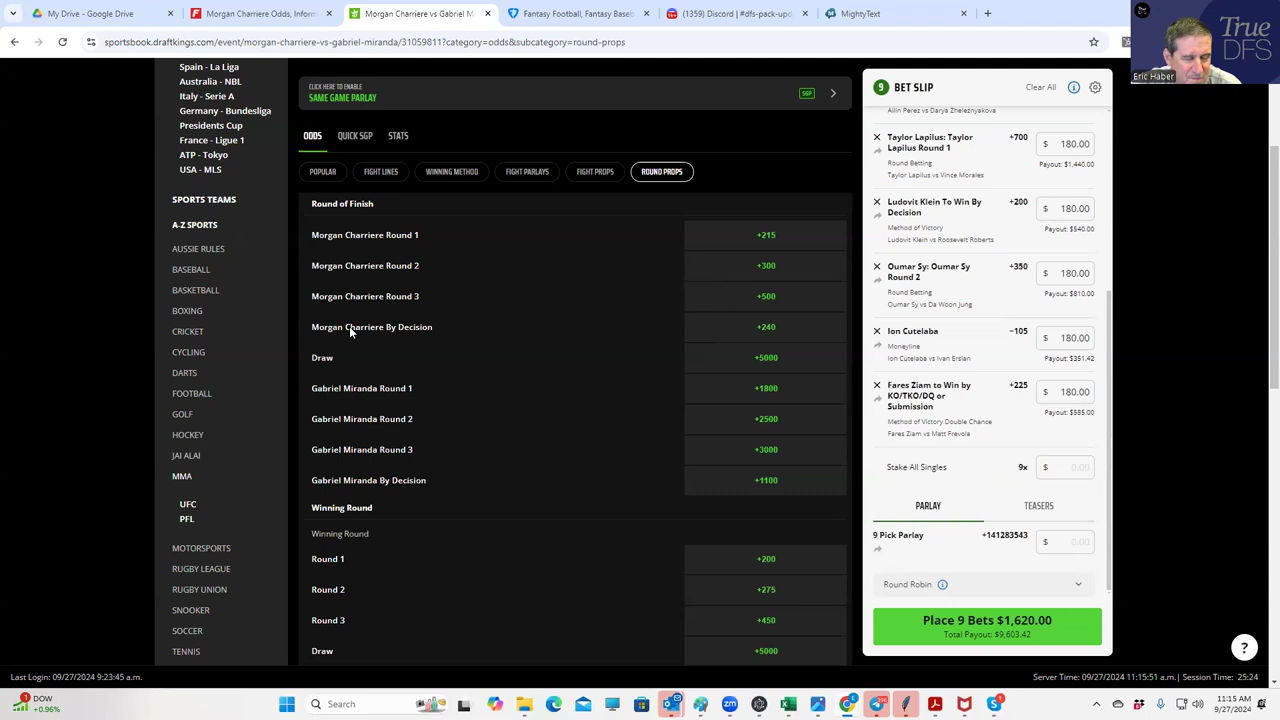 My Drive - Google Drive
Morgan Charriere Odds, Inform
Morgan Charriere vs Gabriel M
Fantasy Football, Fantasy Baseb
(1359) Discord | #dfs-pack-upd
MightyText
sportsbook.draftkings.com/event/morgan-charriere-vs-gabriel-miranda/31059811?category=odds&subcategory=round-props
True
DFS
Eric Haber
Spain - La Liga
Australia - NBL
Italy - Serie A
Germany - Bundesliga
Presidents Cup
France - Ligue 1
ATP - Tokyo
USA - MLS
SPORTS TEAMS
A-Z SPORTS
AUSSIE RULES
BASEBALL
BASKETBALL
BOXING
CRICKET
CYCLING
DARTS
FOOTBALL
GOLF
HOCKEY
JAI ALAI
MMA
UFC
PFL
MOTORSPORTS
RUGBY LEAGUE
RUGBY UNION
SNOOKER
SOCCER
TENNIS
CLICK HERE TO ENABLE
SAME GAME PARLAY
SGP
ODDS QUICK SGP STATS
POPULAR FIGHT LINES WINNING METHOD FIGHT PARLAYS FIGHT PROPS ROUND PROPS
Round of Finish
Morgan Charriere Round 1 +215
Morgan Charriere Round 2 +300
Morgan Charriere Round 3 +500
Morgan Charriere By Decision +240
Draw +5000
Gabriel Miranda Round 1 +1800
Gabriel Miranda Round 2 +2500
Gabriel Miranda Round 3 +3000
Gabriel Miranda By Decision +1100
Winning Round
Winning Round
Round 1 +200
Round 2 +275
Round 3 +450
Draw +5000
9 BET SLIP Clear All
Ailin Perez vs Darya Zheleznyakova
Taylor Lapilus: Taylor +700 $ 180.00
Lapilus Round 1
Payout: $1,440.00
Round Betting
Taylor Lapilus vs Vince Morales
Ludovit Klein To Win By +200 $ 180.00
Decision
Payout: $540.00
Method of Victory
Ludovit Klein vs Roosevelt Roberts
Oumar Sy: Oumar Sy +350 $ 180.00
Round 2
Payout: $810.00
Round Betting
Oumar Sy vs Da Woon Jung
Ion Cutelaba −105 $ 180.00
Moneyline
Payout: $351.42
Ion Cutelaba vs Ivan Erslan
Fares Ziam to Win by +225 $ 180.00
KO/TKO/DQ or
Submission
Payout: $585.00
Method of Victory Double Chance
Fares Ziam vs Matt Frevola
Stake All Singles 9x $ 0.00
PARLAY TEASERS
9 Pick Parlay +141283543 $ 0.00
Round Robin
Place 9 Bets $1,620.00
Total Payout: $9,603.42
?
Last Login: 09/27/2024 9:23:45 a.m.
Server Time: 09/27/2024 11:15:51 a.m.| Session Time: 25:24
DOW
+0.96%
Search
11:15 AM
9/27/2024